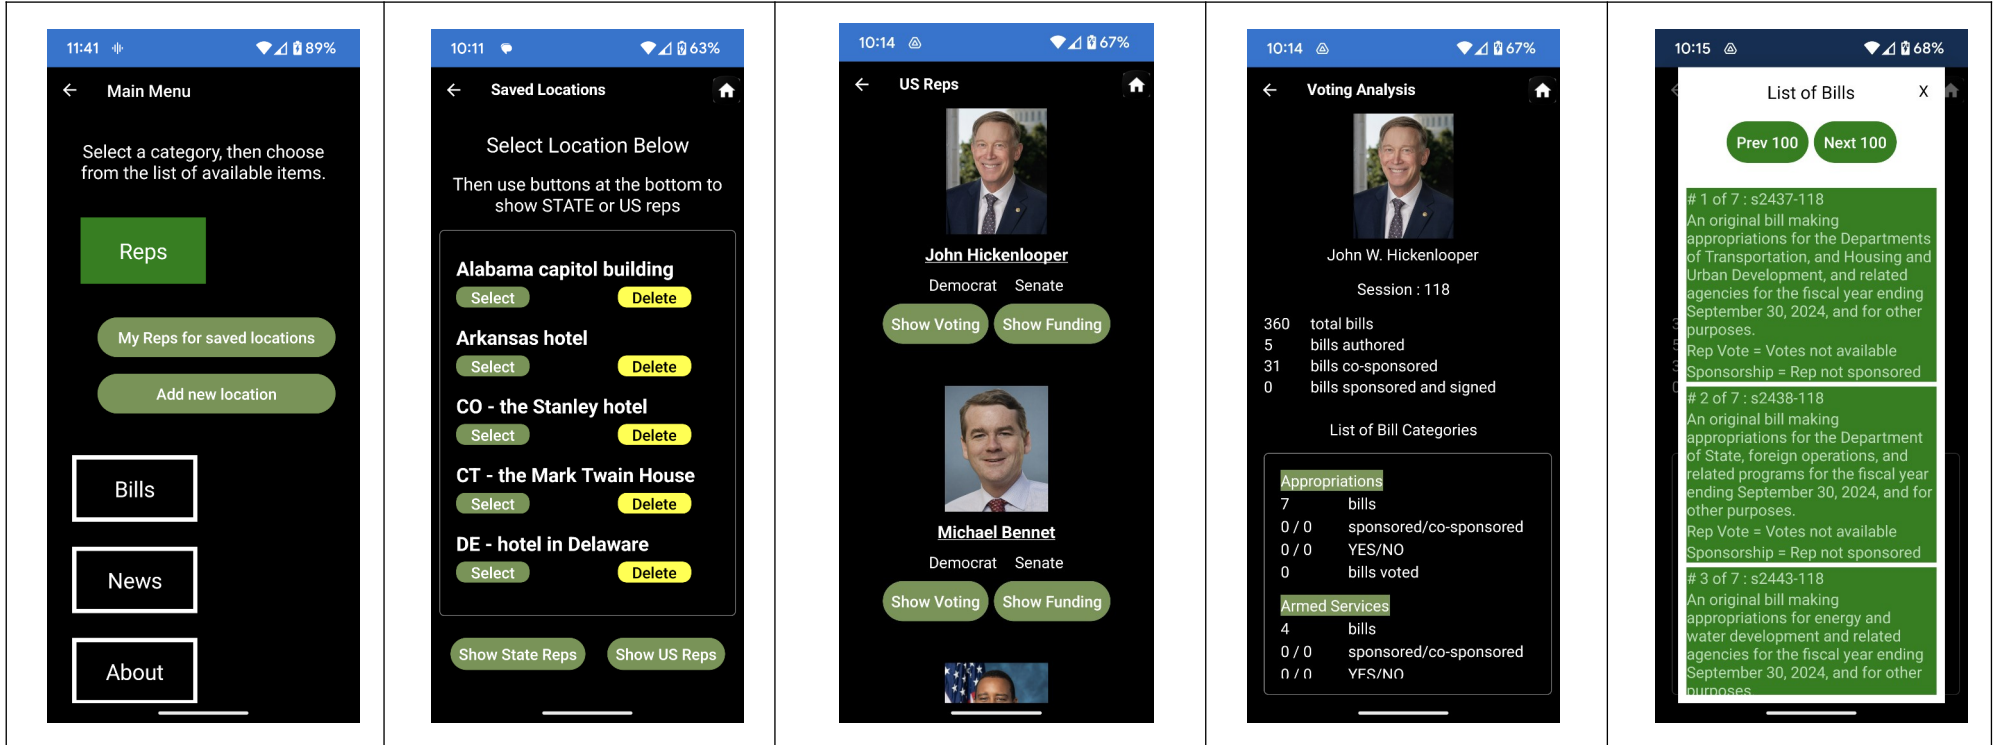 11:41 89%
Main Menu
Select a category, then choose
from the list of available items.
Reps
My Reps for saved locations
Add new location
Bills
News
About
10:11 63%
Saved Locations
Select Location Below
Then use buttons at the bottom to
show STATE or US reps
Alabama capitol building
Select Delete
Arkansas hotel
Select Delete
CO - the Stanley hotel
Select Delete
CT - the Mark Twain House
Select Delete
DE - hotel in Delaware
Select Delete
Show State Reps Show US Reps
10:14 67%
US Reps
John Hickenlooper
Democrat Senate
Show Voting Show Funding
Michael Bennet
Democrat Senate
Show Voting Show Funding
10:14 67%
Voting Analysis
John W. Hickenlooper
Session : 118
360 total bills
5 bills authored
31 bills co-sponsored
0 bills sponsored and signed
List of Bill Categories
Appropriations
7 bills
0 / 0 sponsored/co-sponsored
0 / 0 YES/NO
0 bills voted
Armed Services
4 bills
0 / 0 sponsored/co-sponsored
0 / 0 YES/NO
10:15 68%
List of Bills X
Prev 100 Next 100
# 1 of 7 : s2437-118
An original bill making
appropriations for the Departments
of Transportation, and Housing and
Urban Development, and related
agencies for the fiscal year ending
September 30, 2024, and for other
purposes.
Rep Vote = Votes not available
Sponsorship = Rep not sponsored
# 2 of 7 : s2438-118
An original bill making
appropriations for the Department
of State, foreign operations, and
related programs for the fiscal year
ending September 30, 2024, and for
other purposes.
Rep Vote = Votes not available
Sponsorship = Rep not sponsored
# 3 of 7 : s2443-118
An original bill making
appropriations for energy and
water development and related
agencies for the fiscal year ending
September 30, 2024, and for other
purposes